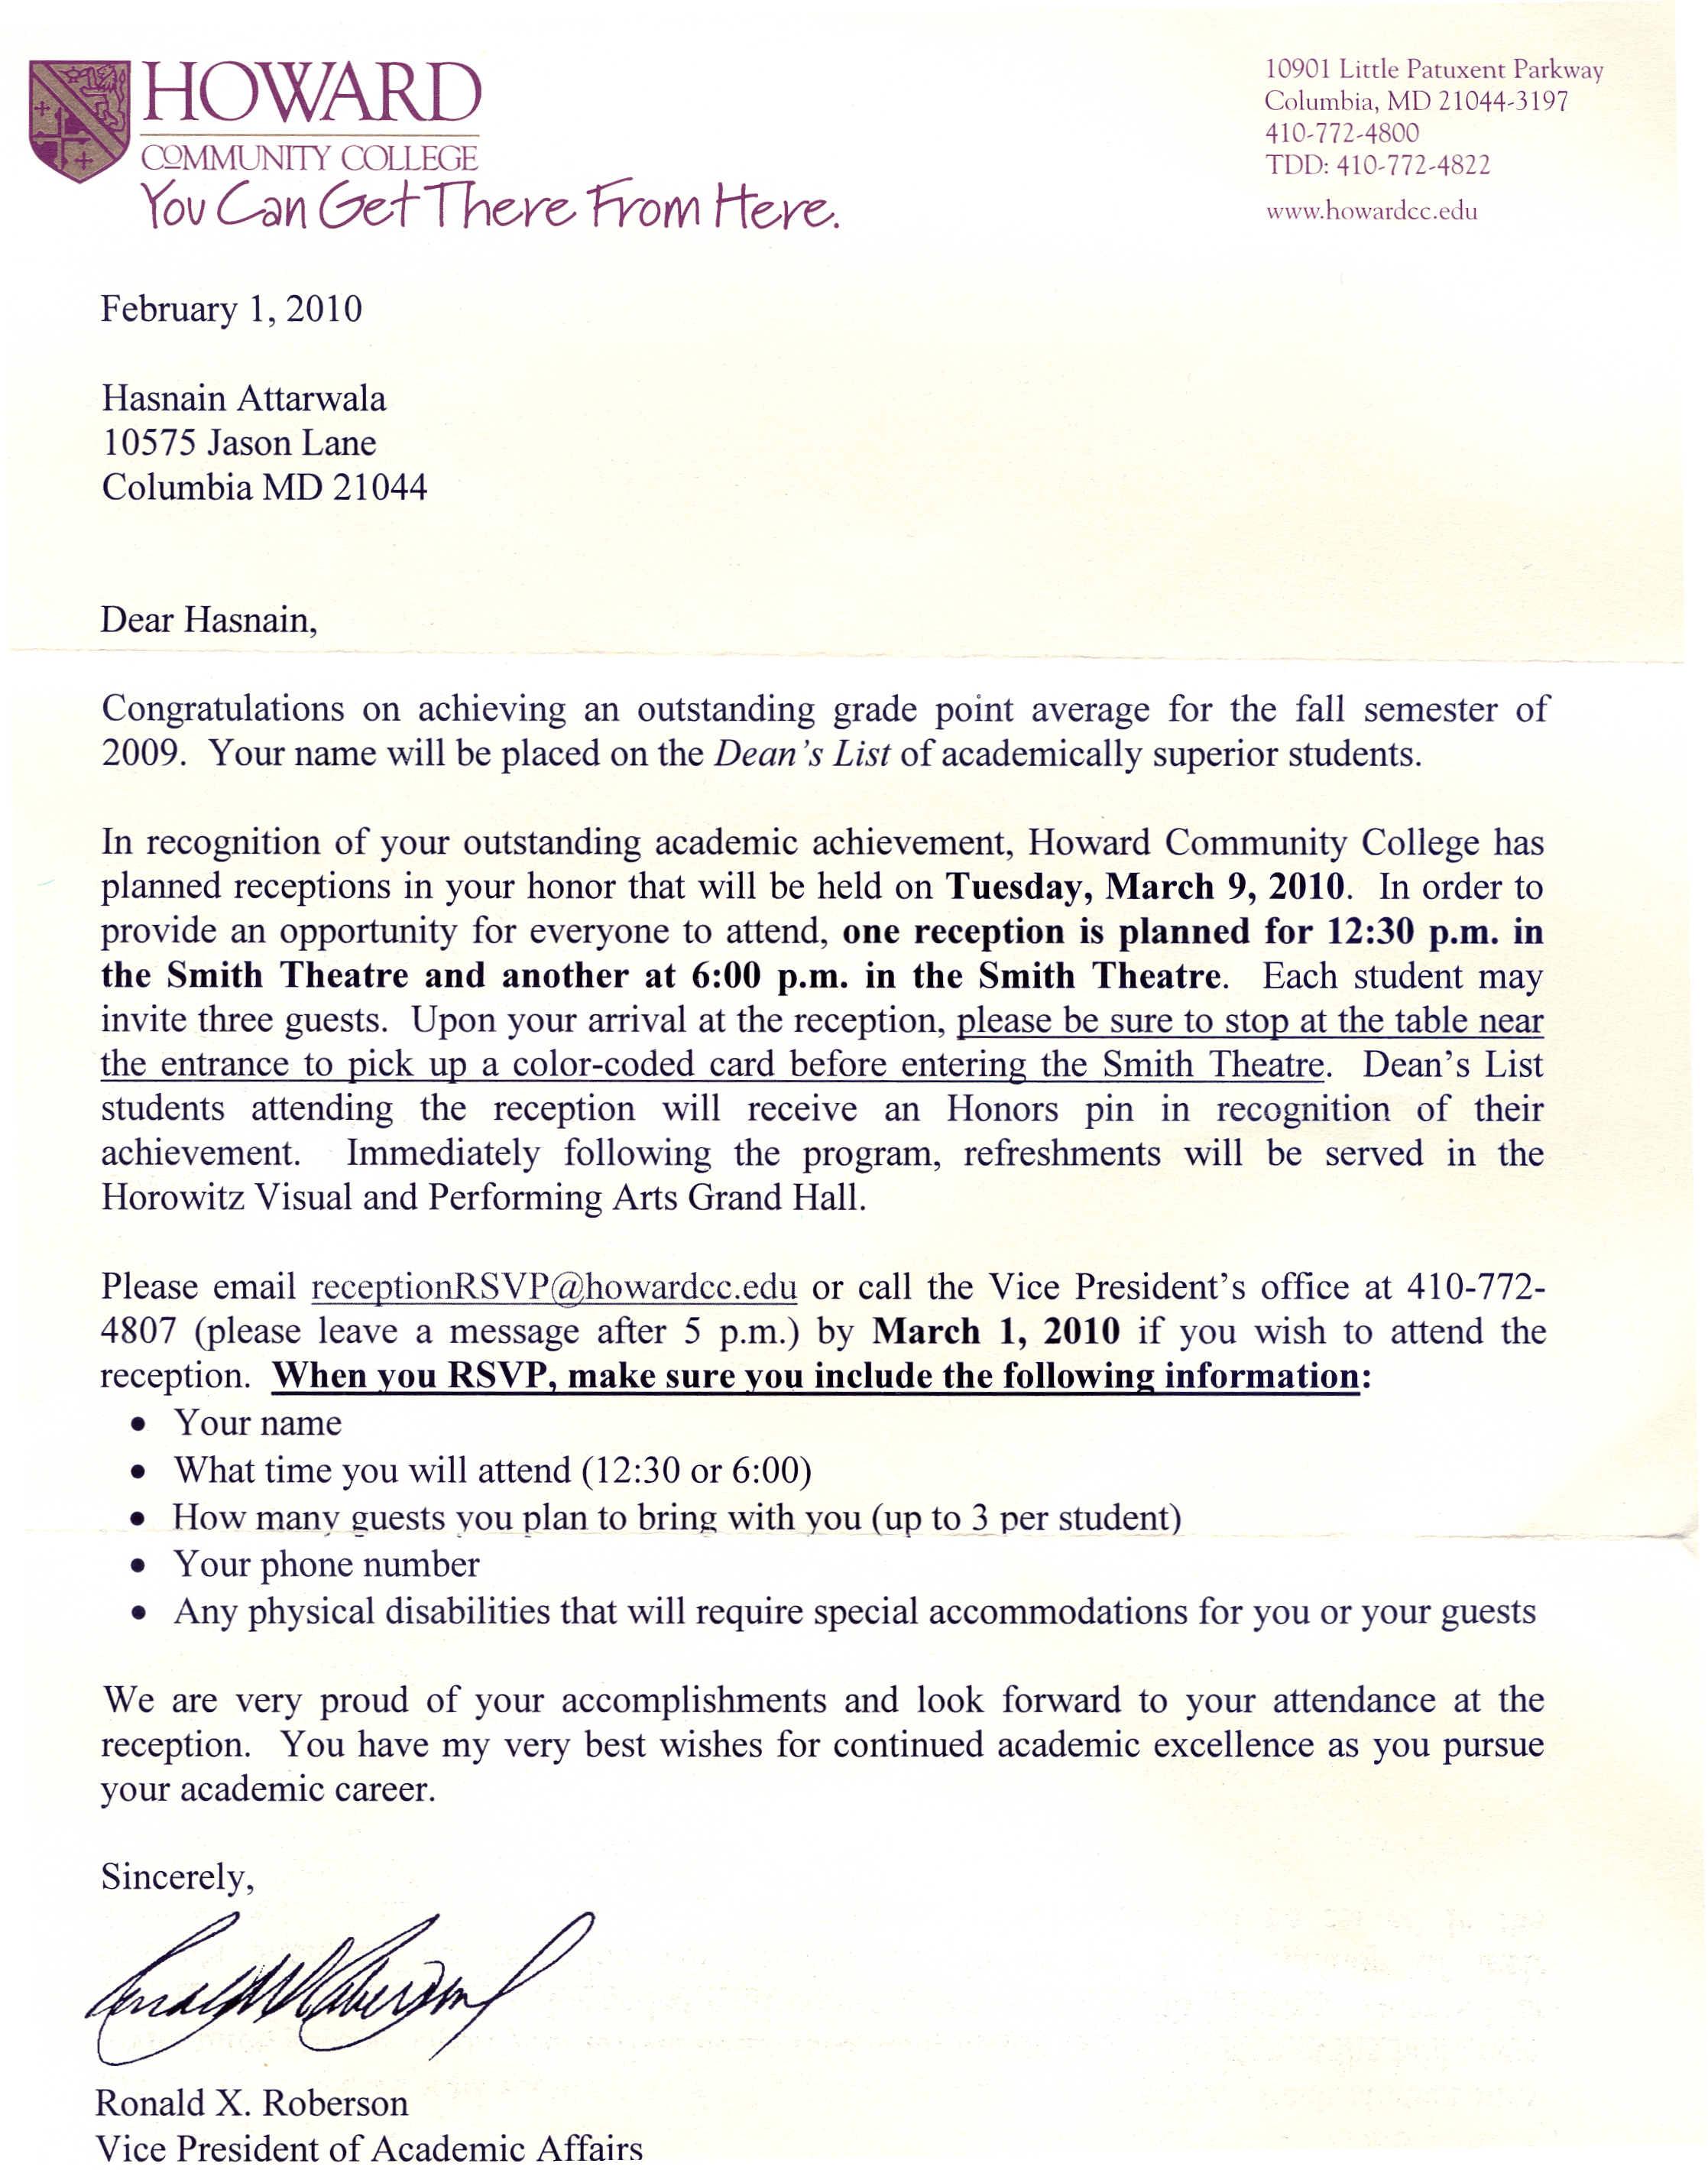 HOWARD
COMMUNITY COLLEGE
You Can Get There From Here.
10901 Little Patuxent Parkway
Columbia, MD 21044-3197
410-772-4800
TDD: 410-772-4822
www.howardcc.edu
February 1, 2010
Hasnain Attarwala
10575 Jason Lane
Columbia MD 21044
Dear Hasnain,
Congratulations on achieving an outstanding grade point average for the fall semester of
2009. Your name will be placed on the Dean's List of academically superior students.
In recognition of your outstanding academic achievement, Howard Community College has
planned receptions in your honor that will be held on Tuesday, March 9, 2010. In order to
provide an opportunity for everyone to attend, one reception is planned for 12:30 p.m. in
the Smith Theatre and another at 6:00 p.m. in the Smith Theatre. Each student may
invite three guests. Upon your arrival at the reception, please be sure to stop at the table near
the entrance to pick up a color-coded card before entering the Smith Theatre. Dean's List
students attending the reception will receive an Honors pin in recognition of their
achievement. Immediately following the program, refreshments will be served in the
Horowitz Visual and Performing Arts Grand Hall.
Please email receptionRSVP@howardcc.edu or call the Vice President's office at 410-772-
4807 (please leave a message after 5 p.m.) by March 1, 2010 if you wish to attend the
reception. When you RSVP, make sure you include the following information:
• Your name
• What time you will attend (12:30 or 6:00)
• How many guests you plan to bring with you (up to 3 per student)
• Your phone number
• Any physical disabilities that will require special accommodations for you or your guests
We are very proud of your accomplishments and look forward to your attendance at the
reception. You have my very best wishes for continued academic excellence as you pursue
your academic career.
Sincerely,
Ronald X. Roberson
Vice President of Academic Affairs